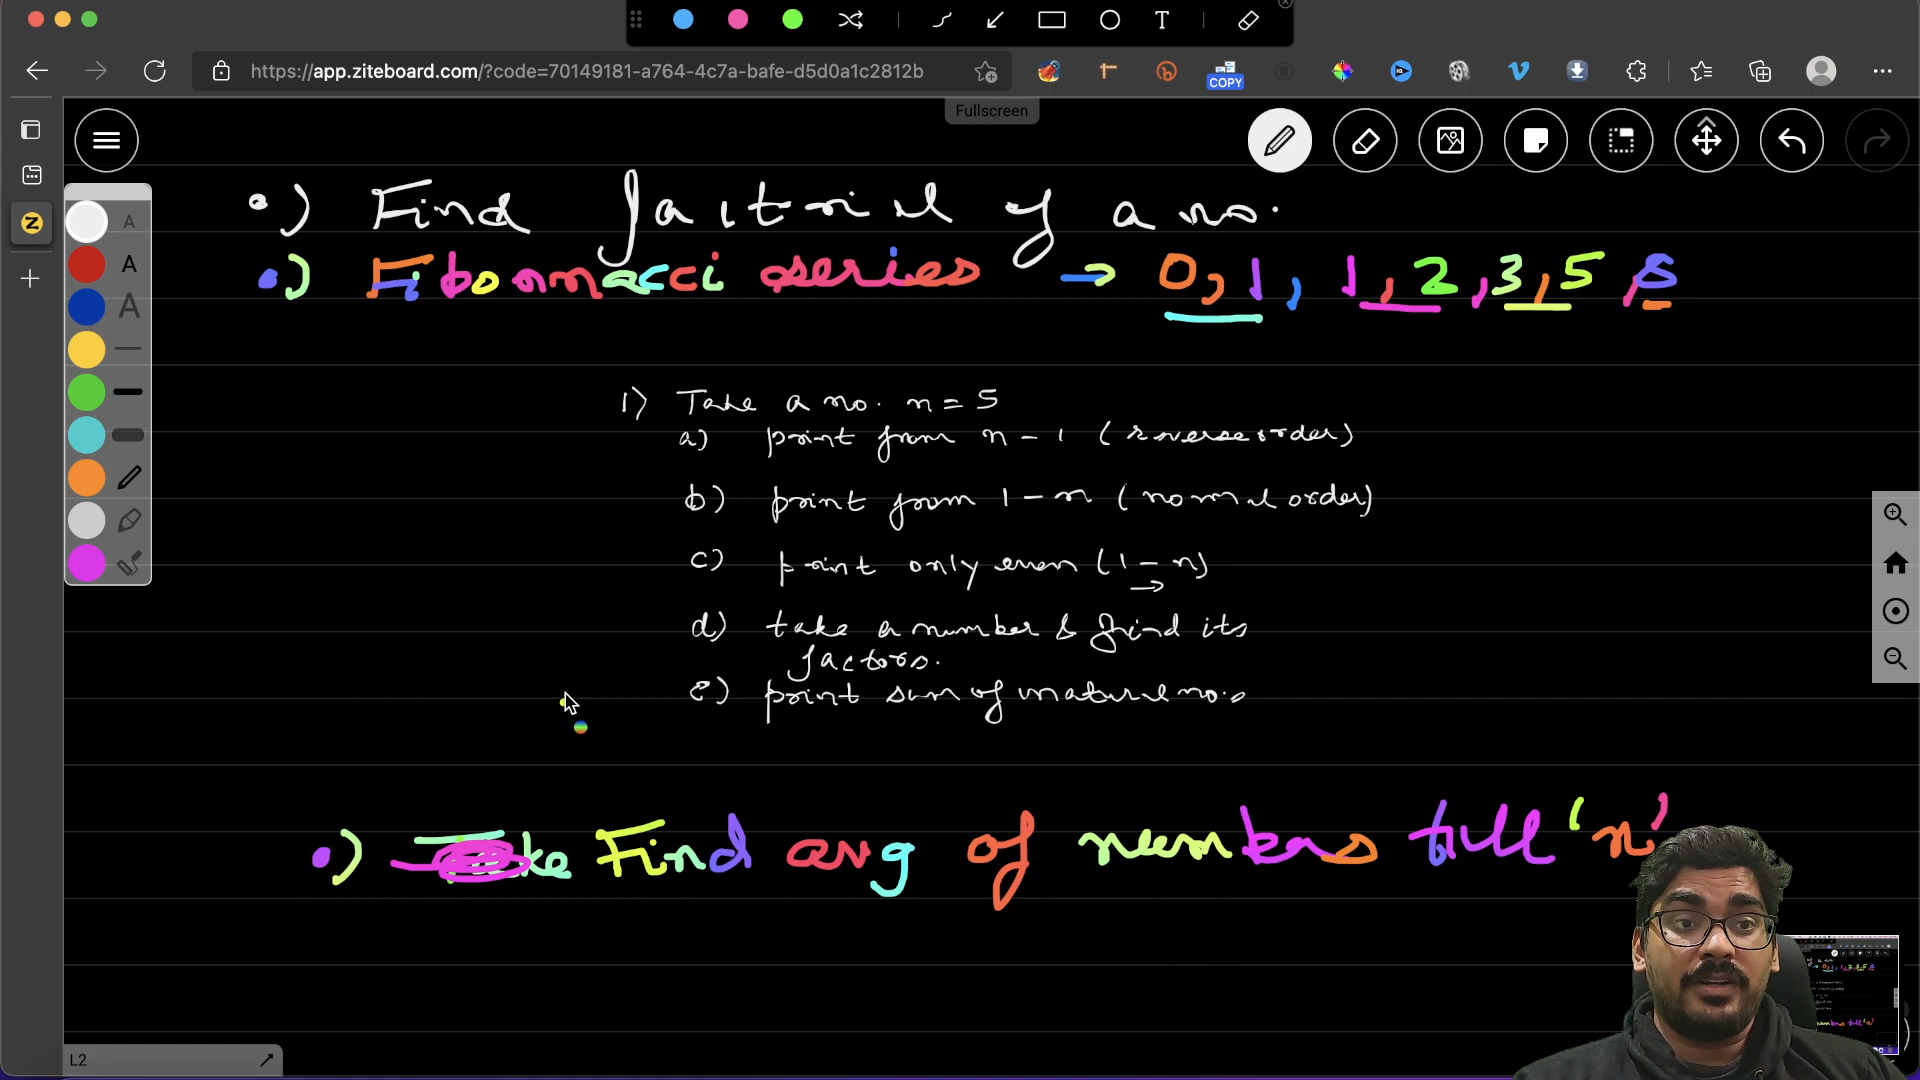 https://app.ziteboard.com/?code=70149181-a764-4c7a-bafe-d5d0a1c2812b
COPY
Fullscreen
•) Find factorial of a no.
•) Fibonnacci series → 0, 1, 1, 2, 3, 5, 8
1) Take a no. n = 5
a) print from n - 1 (reverse order)
b) print from 1 - n (normal order)
c) print only even (1 - n)
d) take a number & find its
factors.
e) print sum of natural no.s
•) Find avg of numbers till 'n'
L2